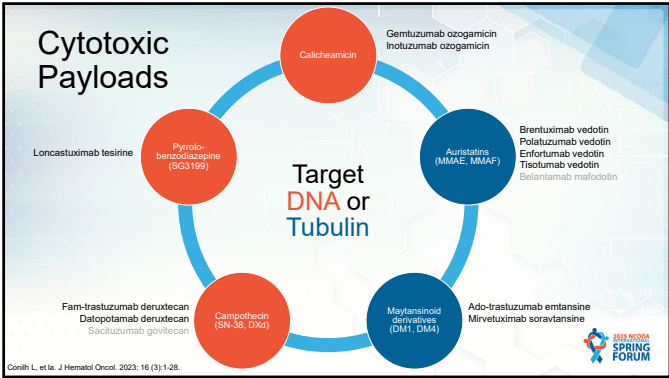 Cytotoxic
Payloads
Calicheamicin
Gemtuzumab ozogamicin
Inotuzumab ozogamicin
Auristatins
(MMAE, MMAF)
Brentuximab vedotin
Polatuzumab vedotin
Enfortumab vedotin
Tisotumab vedotin
Belantamab mafodotin
Loncastuximab tesirine
Pyrrolo-
benzodiazepine
(SG3199)
Target
DNA or
Tubulin
Fam-trastuzumab deruxtecan
Datopotamab deruxtecan
Sacituzumab govitecan
Campothecin
(SN-38, DXd)
Maytansinoid
derivatives
(DM1, DM4)
Ado-trastuzumab emtansine
Mirvetuximab soravtansine
Conilh L, et la. J Hematol Oncol. 2023; 16 (3):1-28.
2025 NCODA
INTERNATIONAL
SPRING
FORUM